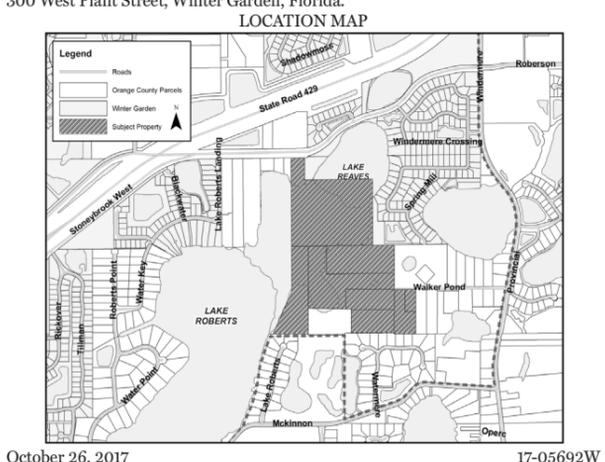 300 West Plant Street, Winter Garden, Florida.
LOCATION MAP
Legend
Roads
Orange County Parcels
Winter Garden
Subject Property
N
Shadowmoss
State Road 429
Windermere
Roberson
Stoneybrook West
Blackwater
Lake Roberts Landing
LAKE
REAVES
Windermere Crossing
Spring Mill
Rickover
Tillman
Roberts Point
Water Key
Water Point
LAKE
ROBERTS
Walker Pond
Provincial
Lake Roberts
Watermere
Mckinnon
Operc
October 26, 2017
17-05692W